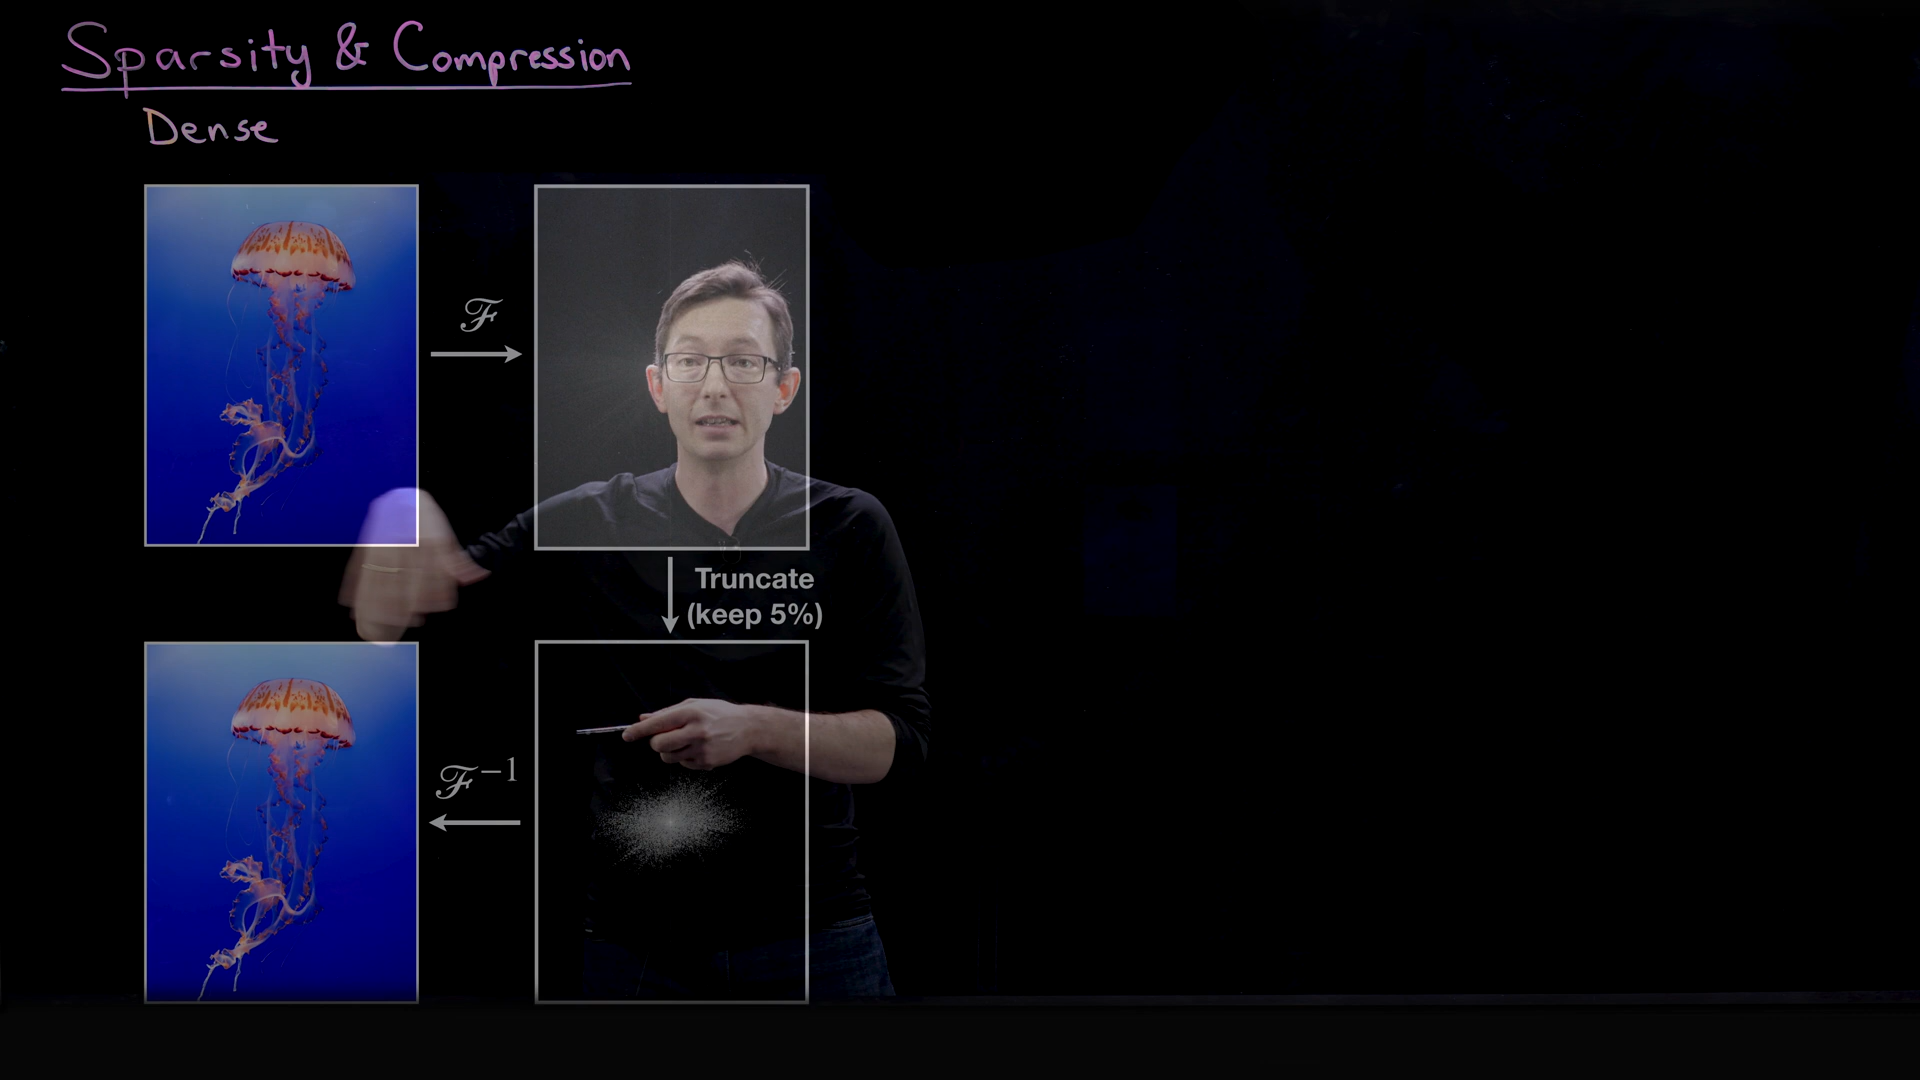 Sparsity & Compression
Dense
ℱ
Truncate
(keep 5%)
ℱ⁻¹